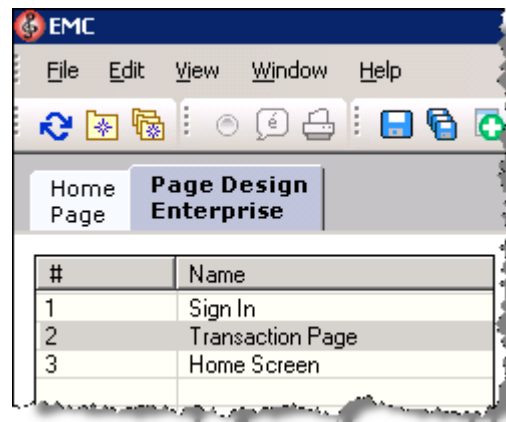 EMC
File Edit View Window Help
é
Home Page Design
Page Enterprise
# Name
1 Sign In
2 Transaction Page
3 Home Screen